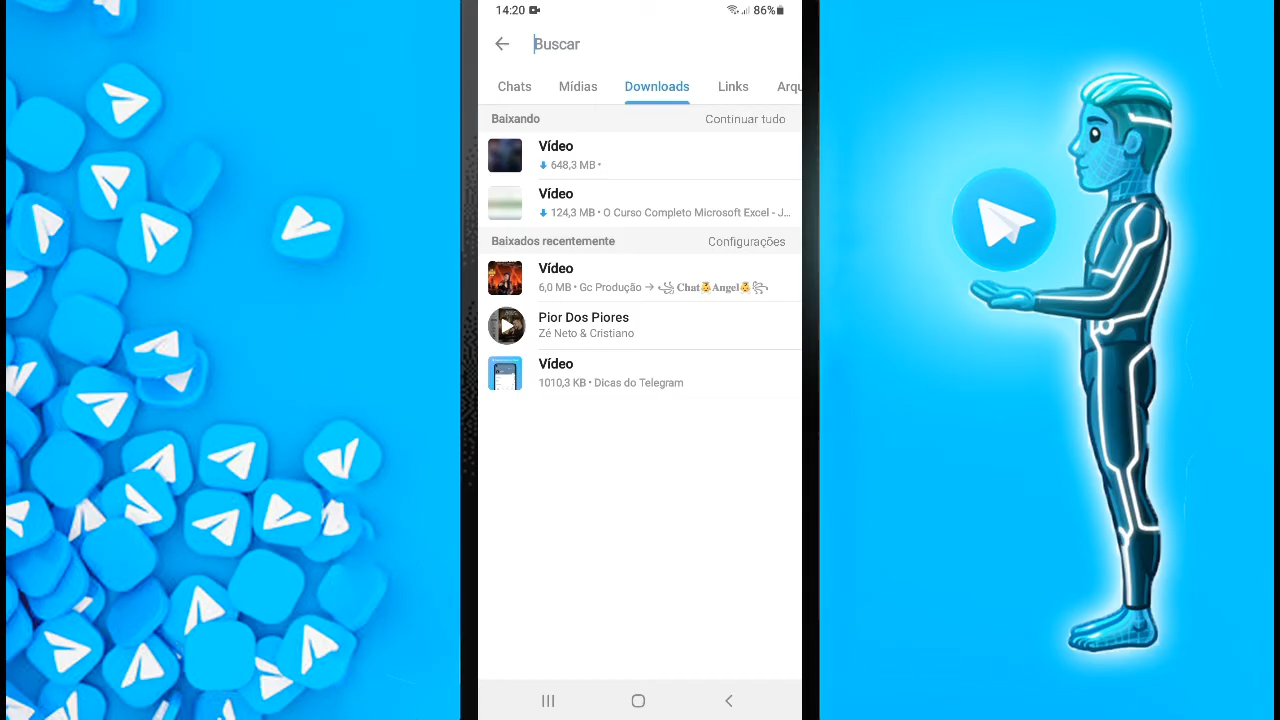 14:20 86%
Buscar
Chats Mídias Downloads Links Arqu
Baixando Continuar tudo
Vídeo
648,3 MB •
Vídeo
124,3 MB • O Curso Completo Microsoft Excel - J...
Baixados recentemente Configurações
Vídeo
6,0 MB • Gc Produção → ꧁ 𝐂𝐡𝐚𝐭👼𝐀𝐧𝐠𝐞𝐥👼꧂
Pior Dos Piores
Zé Neto & Cristiano
Vídeo
1010,3 KB • Dicas do Telegram